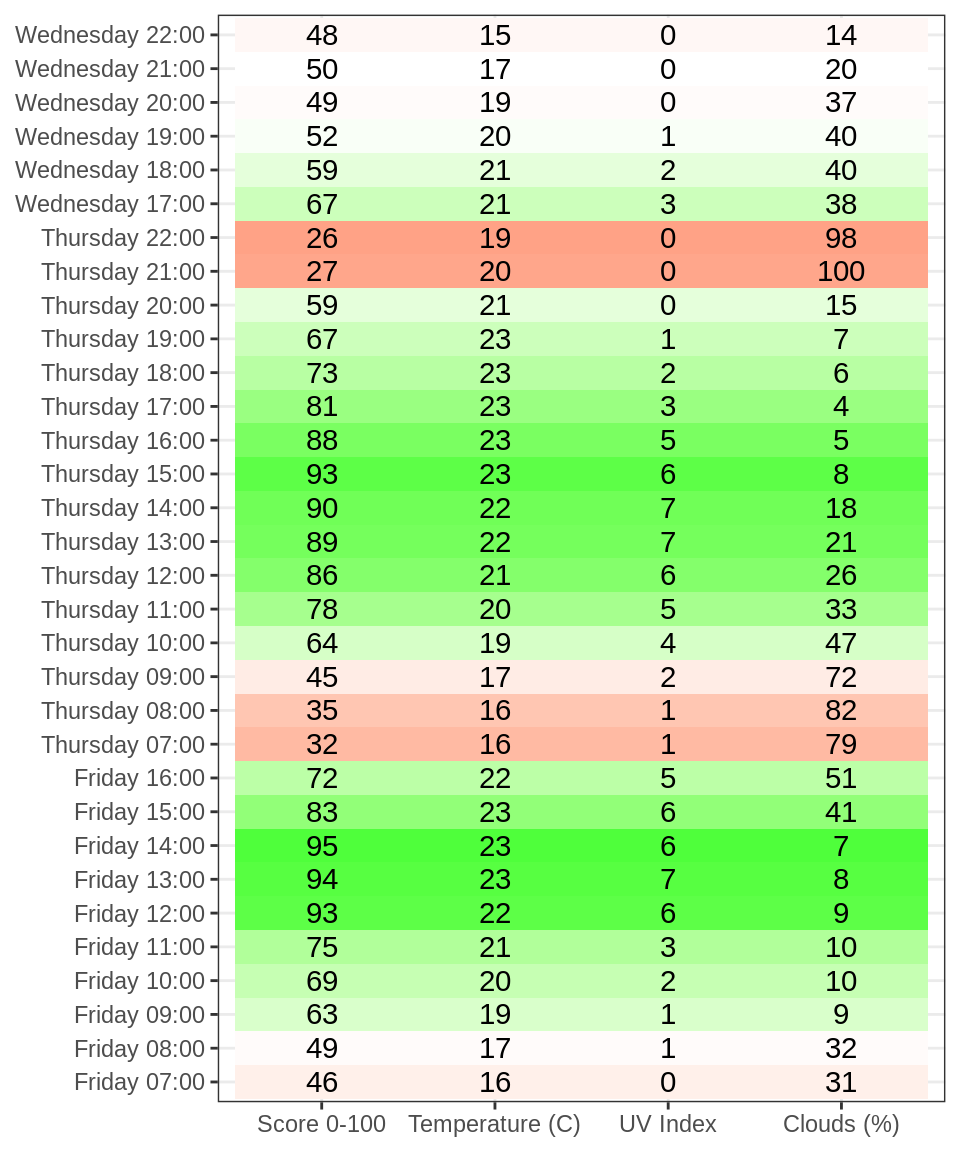 Wednesday 22:00 48 15 0 14
Wednesday 21:00 50 17 0 20
Wednesday 20:00 49 19 0 37
Wednesday 19:00 52 20 1 40
Wednesday 18:00 59 21 2 40
Wednesday 17:00 67 21 3 38
Thursday 22:00 26 19 0 98
Thursday 21:00 27 20 0 100
Thursday 20:00 59 21 0 15
Thursday 19:00 67 23 1 7
Thursday 18:00 73 23 2 6
Thursday 17:00 81 23 3 4
Thursday 16:00 88 23 5 5
Thursday 15:00 93 23 6 8
Thursday 14:00 90 22 7 18
Thursday 13:00 89 22 7 21
Thursday 12:00 86 21 6 26
Thursday 11:00 78 20 5 33
Thursday 10:00 64 19 4 47
Thursday 09:00 45 17 2 72
Thursday 08:00 35 16 1 82
Thursday 07:00 32 16 1 79
Friday 16:00 72 22 5 51
Friday 15:00 83 23 6 41
Friday 14:00 95 23 6 7
Friday 13:00 94 23 7 8
Friday 12:00 93 22 6 9
Friday 11:00 75 21 3 10
Friday 10:00 69 20 2 10
Friday 09:00 63 19 1 9
Friday 08:00 49 17 1 32
Friday 07:00 46 16 0 31
Score 0-100 Temperature (C) UV Index Clouds (%)